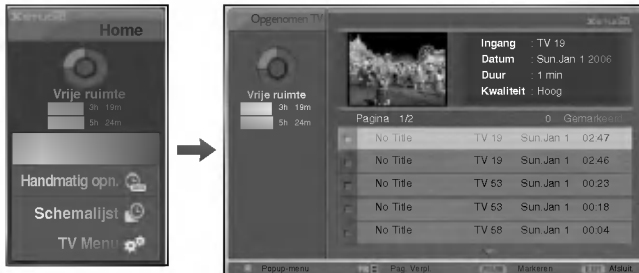 XSTUDIO
Home
Vrije ruimte
3h 19m
5h 24m
Handmatig opn.
Schemalijst
TV Menu
Opgenomen TV
XSTUDIO
Vrije ruimte
3h 19m
5h 24m
Ingang : TV 19
Datum : Sun.Jan 1 2006
Duur : 1 min
Kwaliteit : Hoog
Pagina 1/2 0 Gemarkeerd
No Title TV 19 Sun.Jan 1 02:47
No Title TV 19 Sun.Jan 1 02:46
No Title TV 53 Sun.Jan 1 00:23
No Title TV 53 Sun.Jan 1 00:18
No Title TV 58 Sun.Jan 1 00:04
Popup-menu Pag. Verpl. Markeren Afsluit.